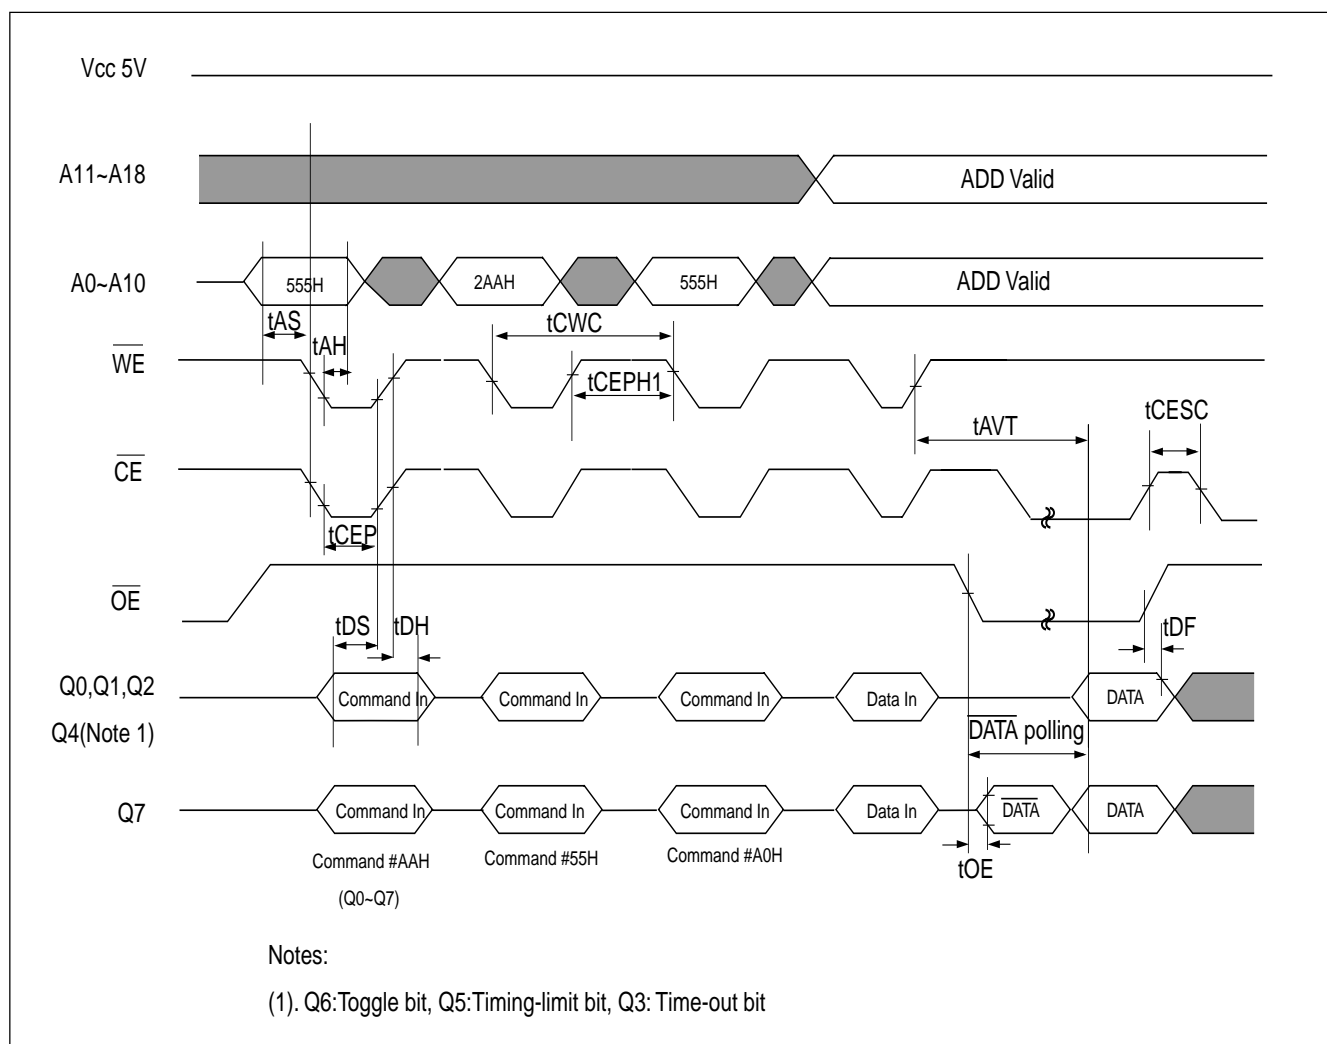 Vcc 5V
A11~A18
ADD Valid
A0~A10
555H
2AAH
555H
ADD Valid
tAS
tAH
tCWC
WE
tCEPH1
tAVT
tCESC
CE
tCEP
OE
tDS
tDH
tDF
Q0,Q1,Q2
Command In
Command In
Command In
Data In
DATA
Q4(Note 1)
DATA polling
Q7
Command In
Command In
Command In
Data In
DATA
DATA
Command #AAH
Command #55H
Command #A0H
tOE
(Q0~Q7)
Notes:
(1). Q6:Toggle bit, Q5:Timing-limit bit, Q3: Time-out bit